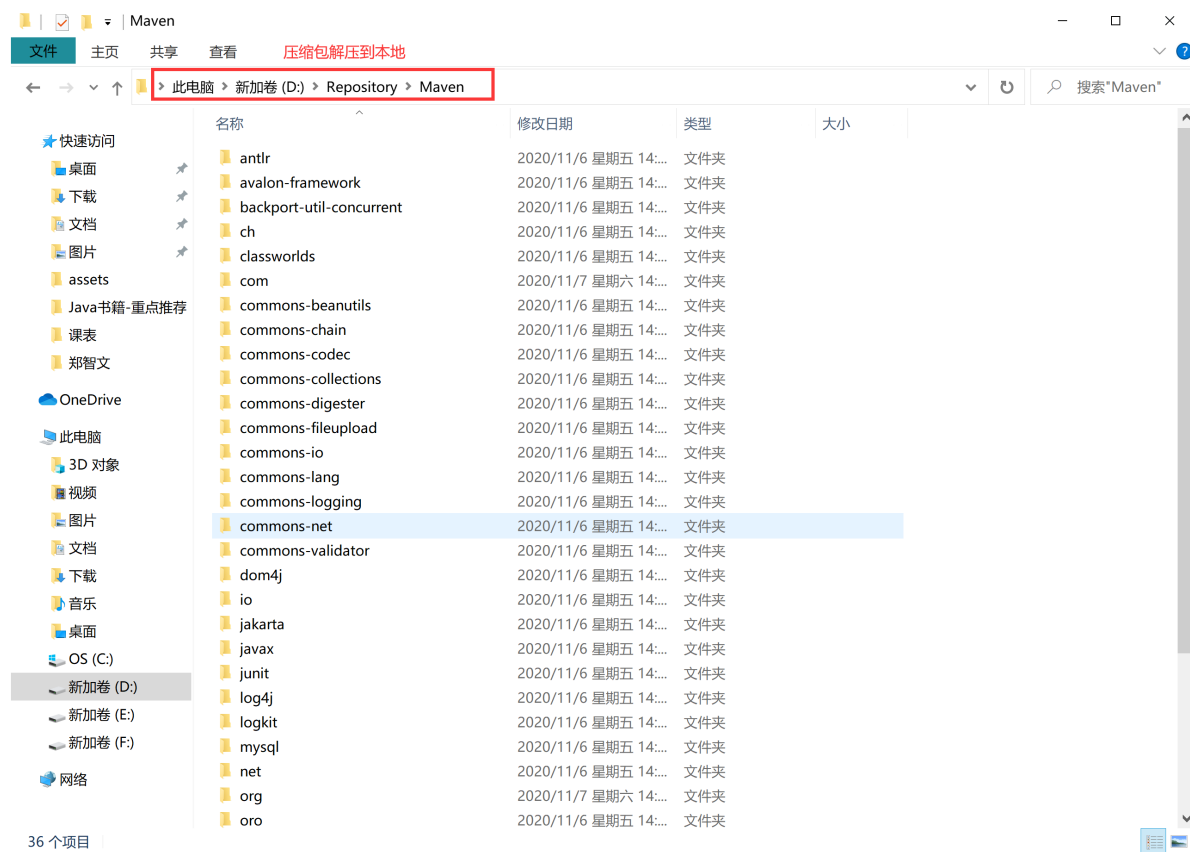 Maven
文件 主页 共享 查看 压缩包解压到本地
此电脑 新加卷 (D:) Repository Maven 搜索"Maven"
名称 修改日期 类型 大小
快速访问
桌面
下载
文档
图片
assets
Java书籍-重点推荐
课表
郑智文
OneDrive
此电脑
3D 对象
视频
图片
文档
下载
音乐
桌面
OS (C:)
新加卷 (D:)
新加卷 (E:)
新加卷 (F:)
网络
antlr 2020/11/6 星期五 14:... 文件夹
avalon-framework 2020/11/6 星期五 14:... 文件夹
backport-util-concurrent 2020/11/6 星期五 14:... 文件夹
ch 2020/11/6 星期五 14:... 文件夹
classworlds 2020/11/6 星期五 14:... 文件夹
com 2020/11/7 星期六 14:... 文件夹
commons-beanutils 2020/11/6 星期五 14:... 文件夹
commons-chain 2020/11/6 星期五 14:... 文件夹
commons-codec 2020/11/6 星期五 14:... 文件夹
commons-collections 2020/11/6 星期五 14:... 文件夹
commons-digester 2020/11/6 星期五 14:... 文件夹
commons-fileupload 2020/11/6 星期五 14:... 文件夹
commons-io 2020/11/6 星期五 14:... 文件夹
commons-lang 2020/11/6 星期五 14:... 文件夹
commons-logging 2020/11/6 星期五 14:... 文件夹
commons-net 2020/11/6 星期五 14:... 文件夹
commons-validator 2020/11/6 星期五 14:... 文件夹
dom4j 2020/11/6 星期五 14:... 文件夹
io 2020/11/6 星期五 14:... 文件夹
jakarta 2020/11/6 星期五 14:... 文件夹
javax 2020/11/6 星期五 14:... 文件夹
junit 2020/11/6 星期五 14:... 文件夹
log4j 2020/11/6 星期五 14:... 文件夹
logkit 2020/11/6 星期五 14:... 文件夹
mysql 2020/11/6 星期五 14:... 文件夹
net 2020/11/6 星期五 14:... 文件夹
org 2020/11/7 星期六 14:... 文件夹
oro 2020/11/6 星期五 14:... 文件夹
36 个项目